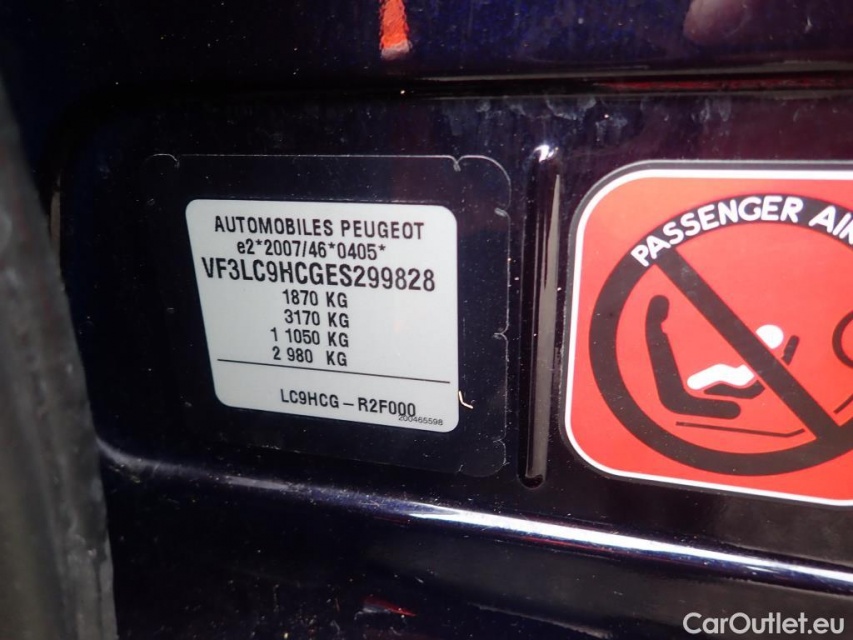 AUTOMOBILES PEUGEOT
e2*2007/46*0405*
VF3LC9HCGES299828
1870 KG
3170 KG
1 1050 KG
2 980 KG
LC9HCG-R2F000
200465598
PASSENGER AI
CarOutlet.eu